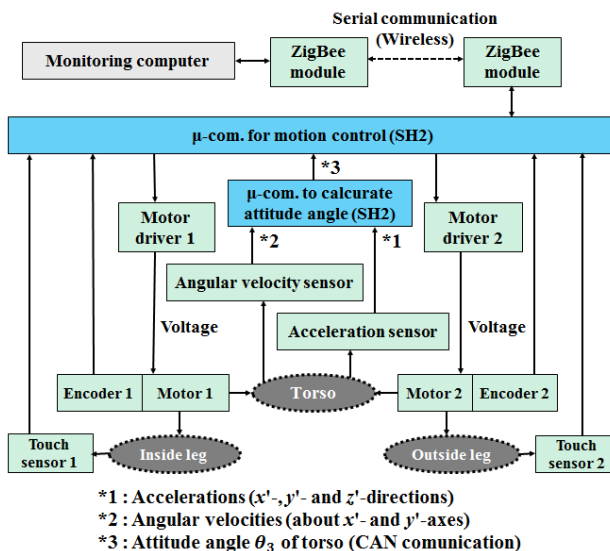 Serial communication
(Wireless)
Monitoring computer
ZigBee
module
ZigBee
module
μ-com. for motion control (SH2)
*3
μ-com. to calcurate
attitude angle (SH2)
Motor
driver 1
Motor
driver 2
*2
*1
Angular velocity sensor
Voltage
Acceleration sensor
Voltage
Encoder 1
Motor 1
Torso
Motor 2
Encoder 2
Touch
sensor 1
Inside leg
Outside leg
Touch
sensor 2
*1 : Accelerations (x'-, y'- and z'-directions)
*2 : Angular velocities (about x'- and y'-axes)
*3 : Attitude angle θ₃ of torso (CAN comunication)